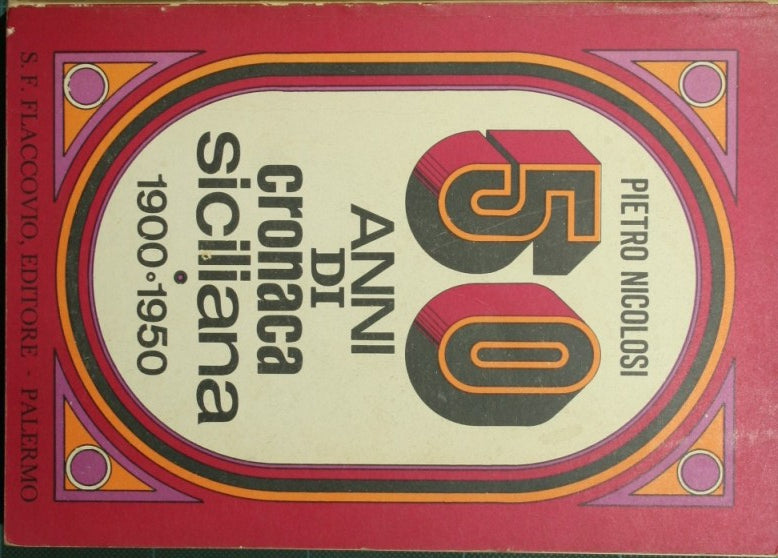 PIETRO NICOLOSI
50
ANNI
DI
cronaca
siciliana
1900·1950
S. F. FLACCOVIO, EDITORE - PALERMO